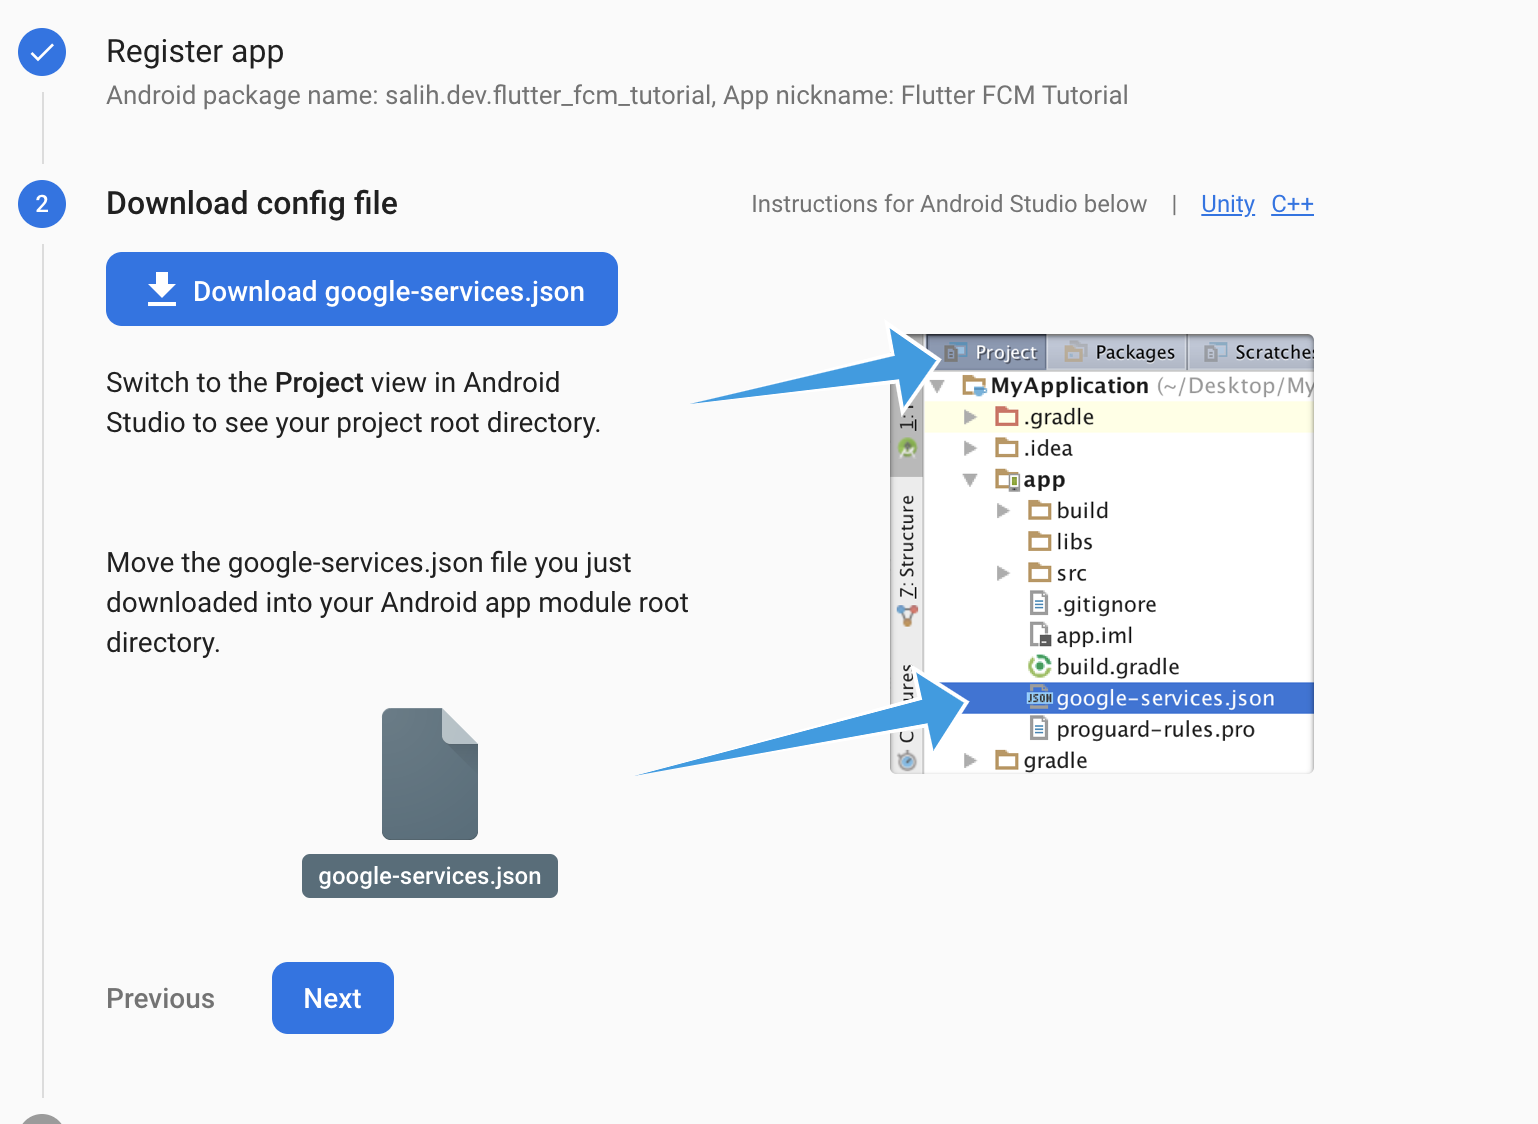 Register app
Android package name: salih.dev.flutter_fcm_tutorial, App nickname: Flutter FCM Tutorial
2
Download config file
Instructions for Android Studio below | Unity C++
Download google-services.json
Switch to the Project view in Android
Studio to see your project root directory.
Move the google-services.json file you just
downloaded into your Android app module root
directory.
google-services.json
Project Packages Scratches
MyApplication (~/Desktop/My
.gradle
.idea
app
build
libs
src
.gitignore
app.iml
build.gradle
JSON google-services.json
proguard-rules.pro
gradle
1:
7: Structure
Previous
Next